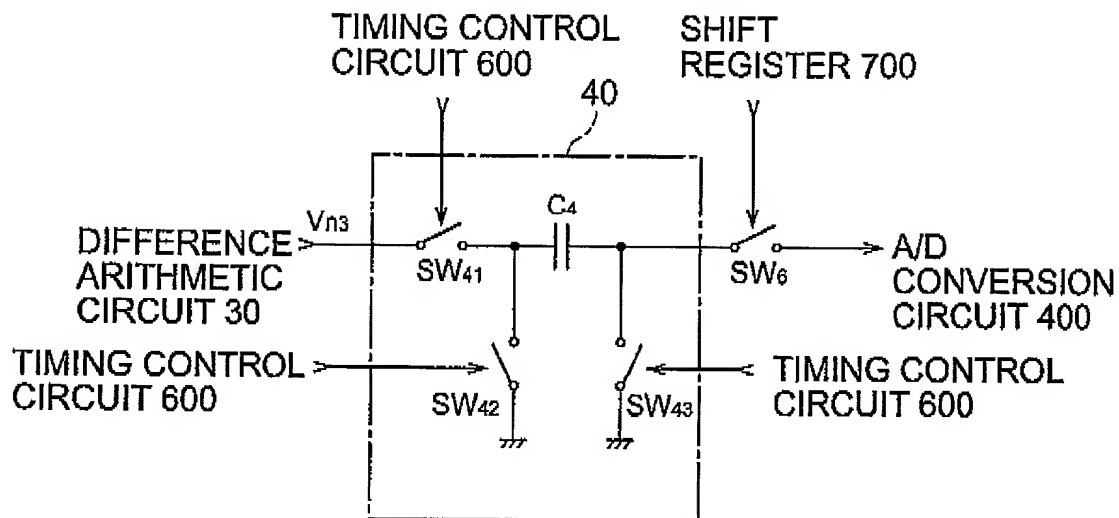 TIMING CONTROL
CIRCUIT 600
SHIFT
REGISTER 700
40
Vn3
C4
DIFFERENCE
ARITHMETIC
CIRCUIT 30
SW41
SW6
A/D
CONVERSION
CIRCUIT 400
TIMING CONTROL
CIRCUIT 600
SW42
SW43
TIMING CONTROL
CIRCUIT 600